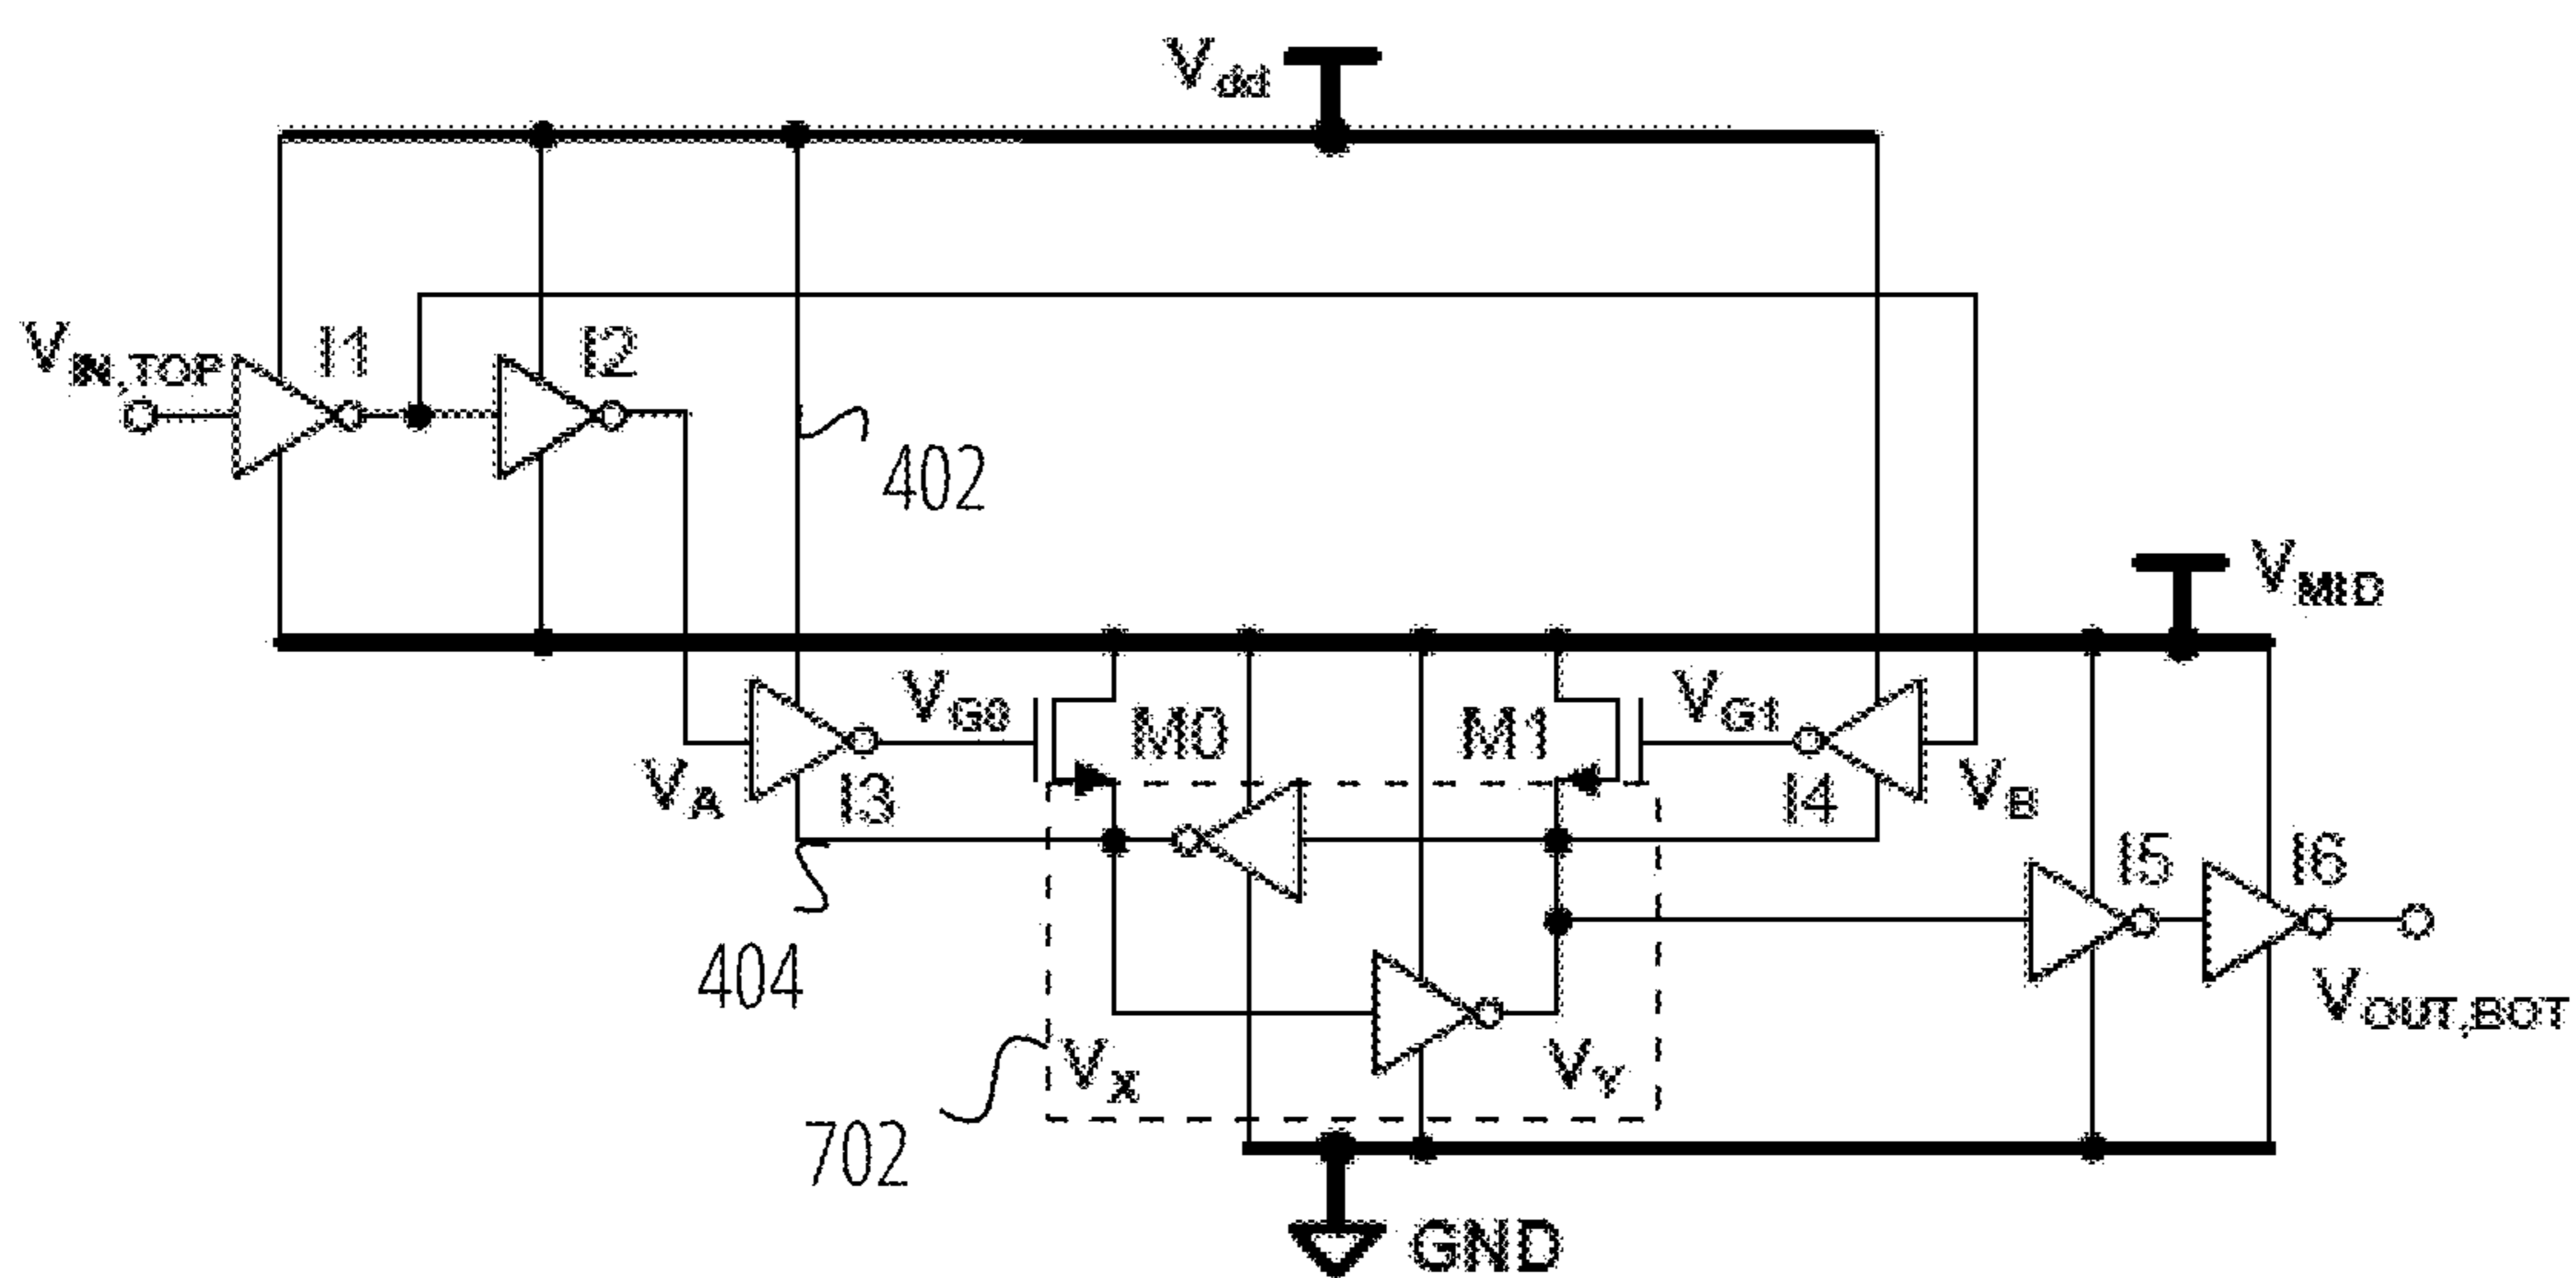 Vdd
VIN,TOP
I1
I2
402
VMID
VG0
M0
M1
VG1
VA
I3
I4
VB
I5
I6
404
VX
VY
VOUT,BOT
702
GND